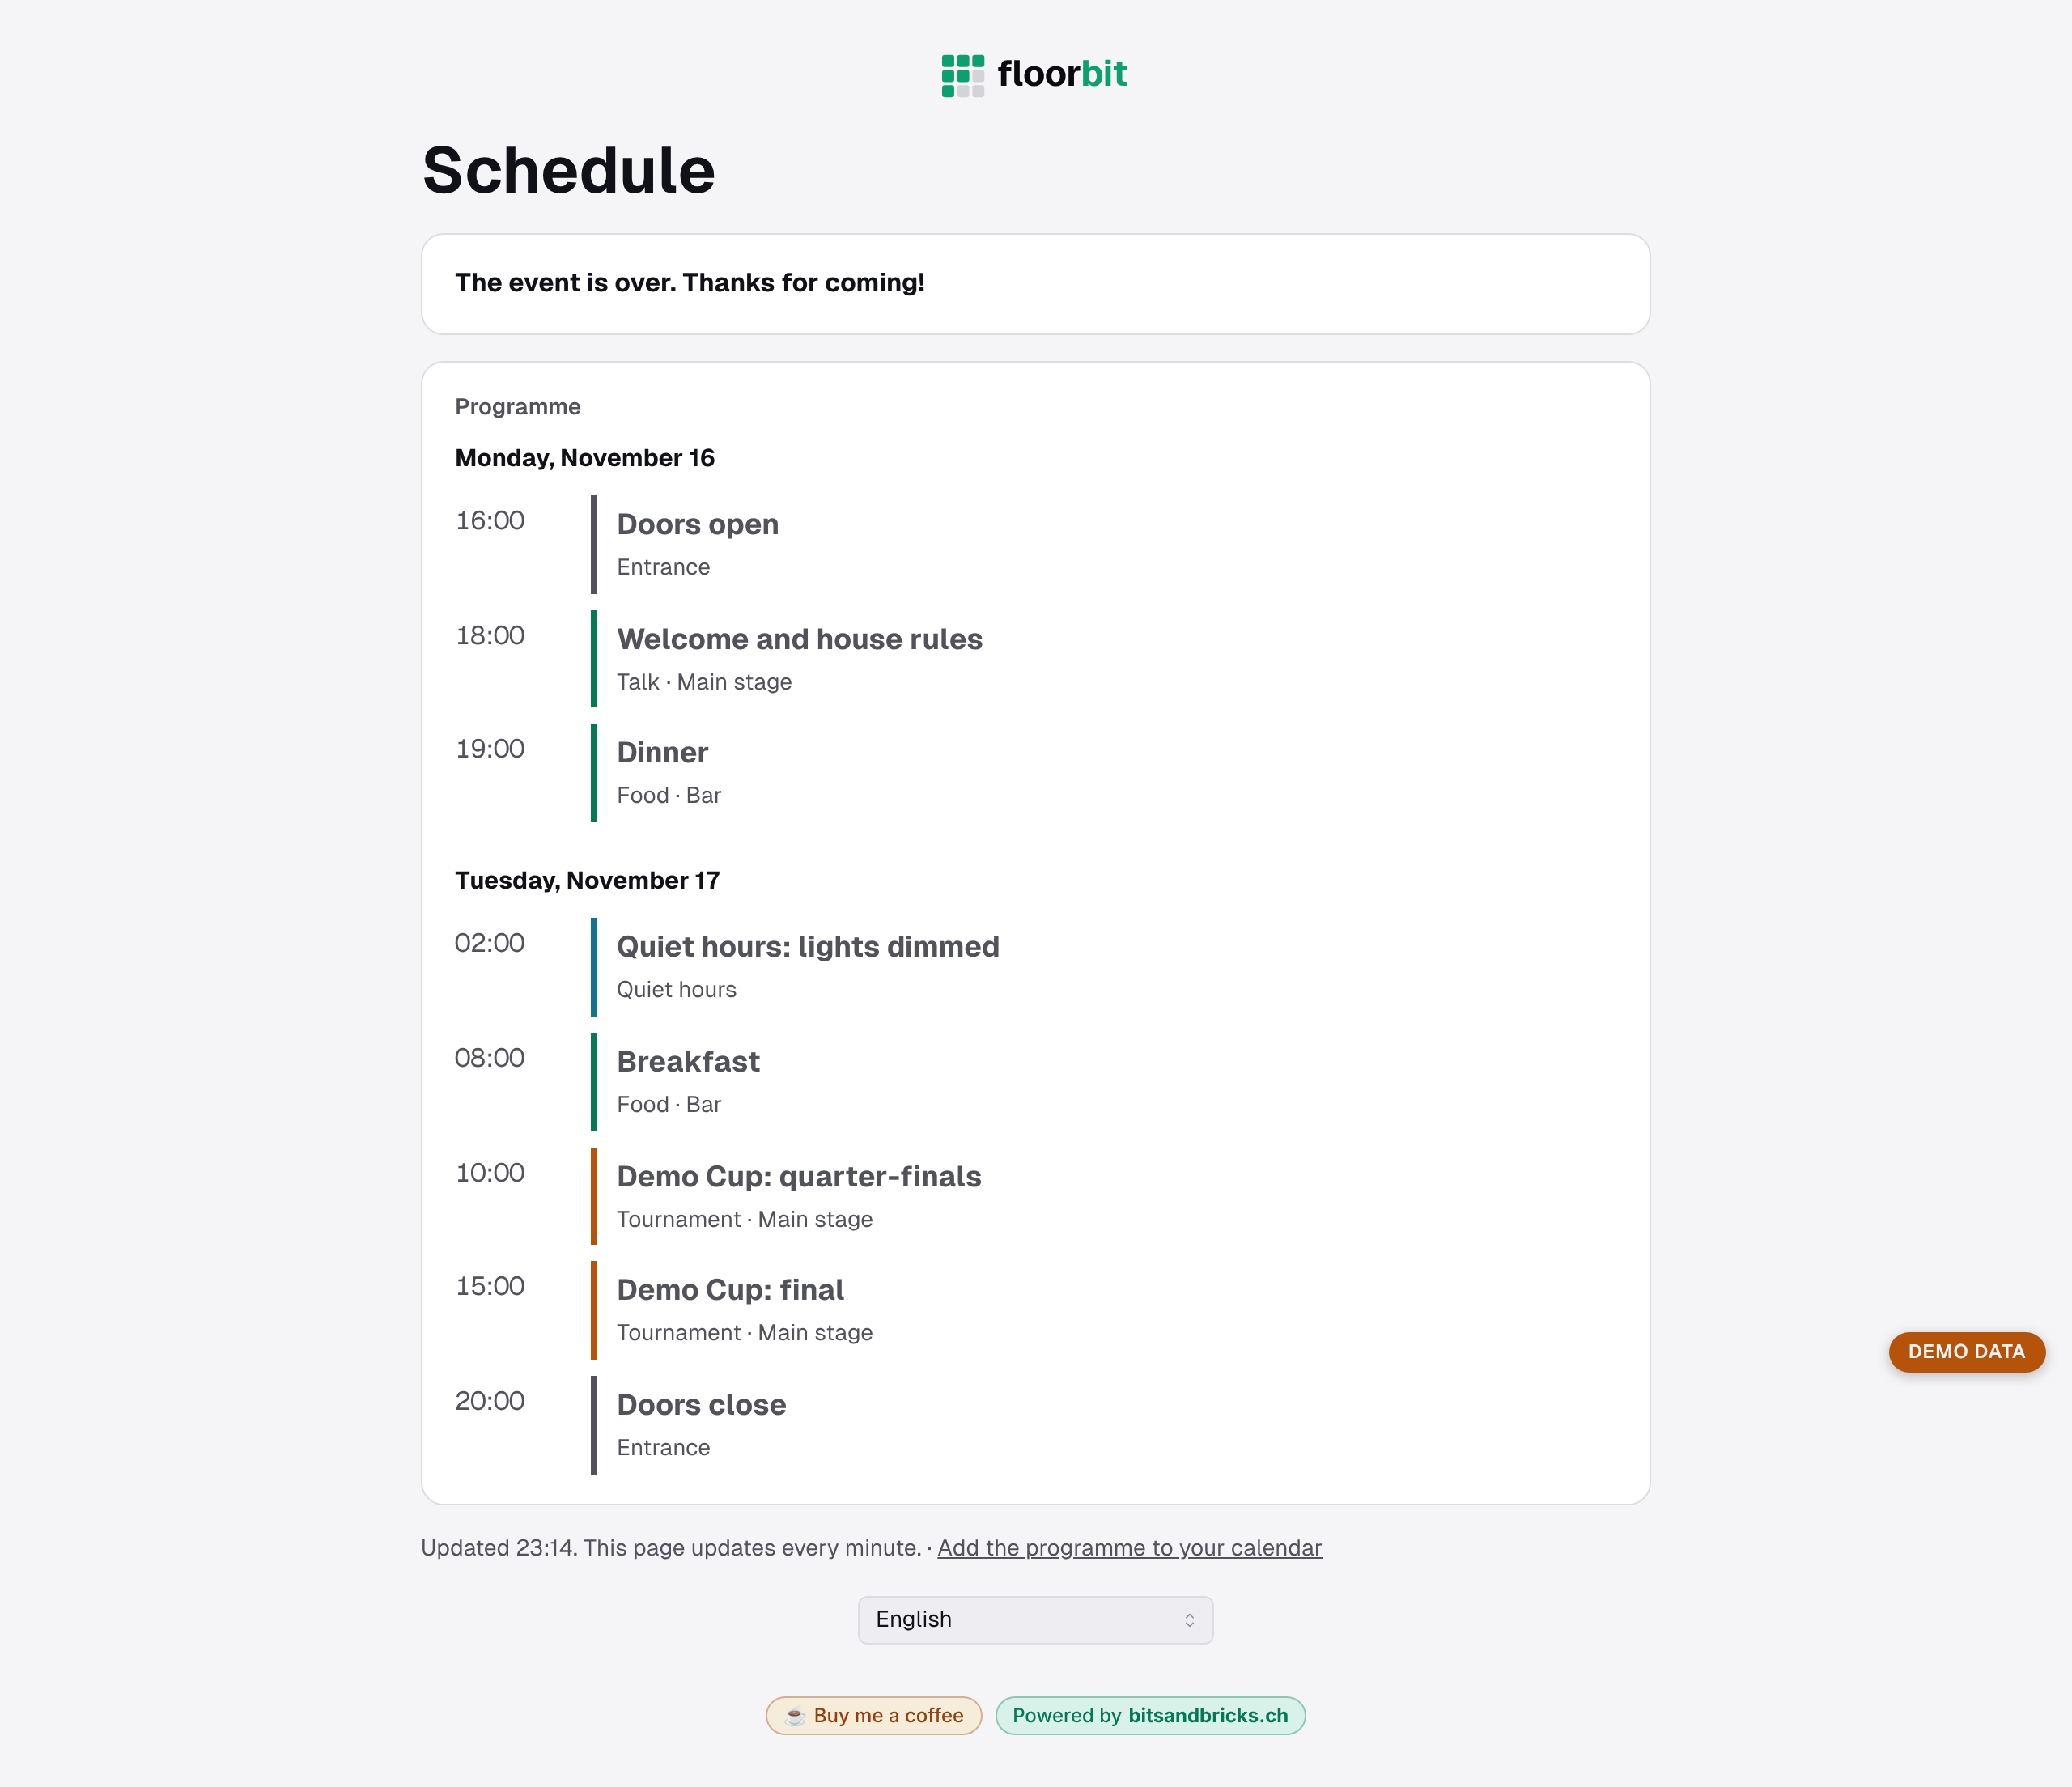 floorbit
Schedule
The event is over. Thanks for coming!
Programme
Monday, November 16
16:00
Doors open
Entrance
18:00
Welcome and house rules
Talk · Main stage
19:00
Dinner
Food · Bar
Tuesday, November 17
02:00
Quiet hours: lights dimmed
Quiet hours
08:00
Breakfast
Food · Bar
10:00
Demo Cup: quarter-finals
Tournament · Main stage
15:00
Demo Cup: final
Tournament · Main stage
DEMO DATA
20:00
Doors close
Entrance
Updated 23:14. This page updates every minute. · Add the programme to your calendar
English
☕ Buy me a coffee
Powered by bitsandbricks.ch